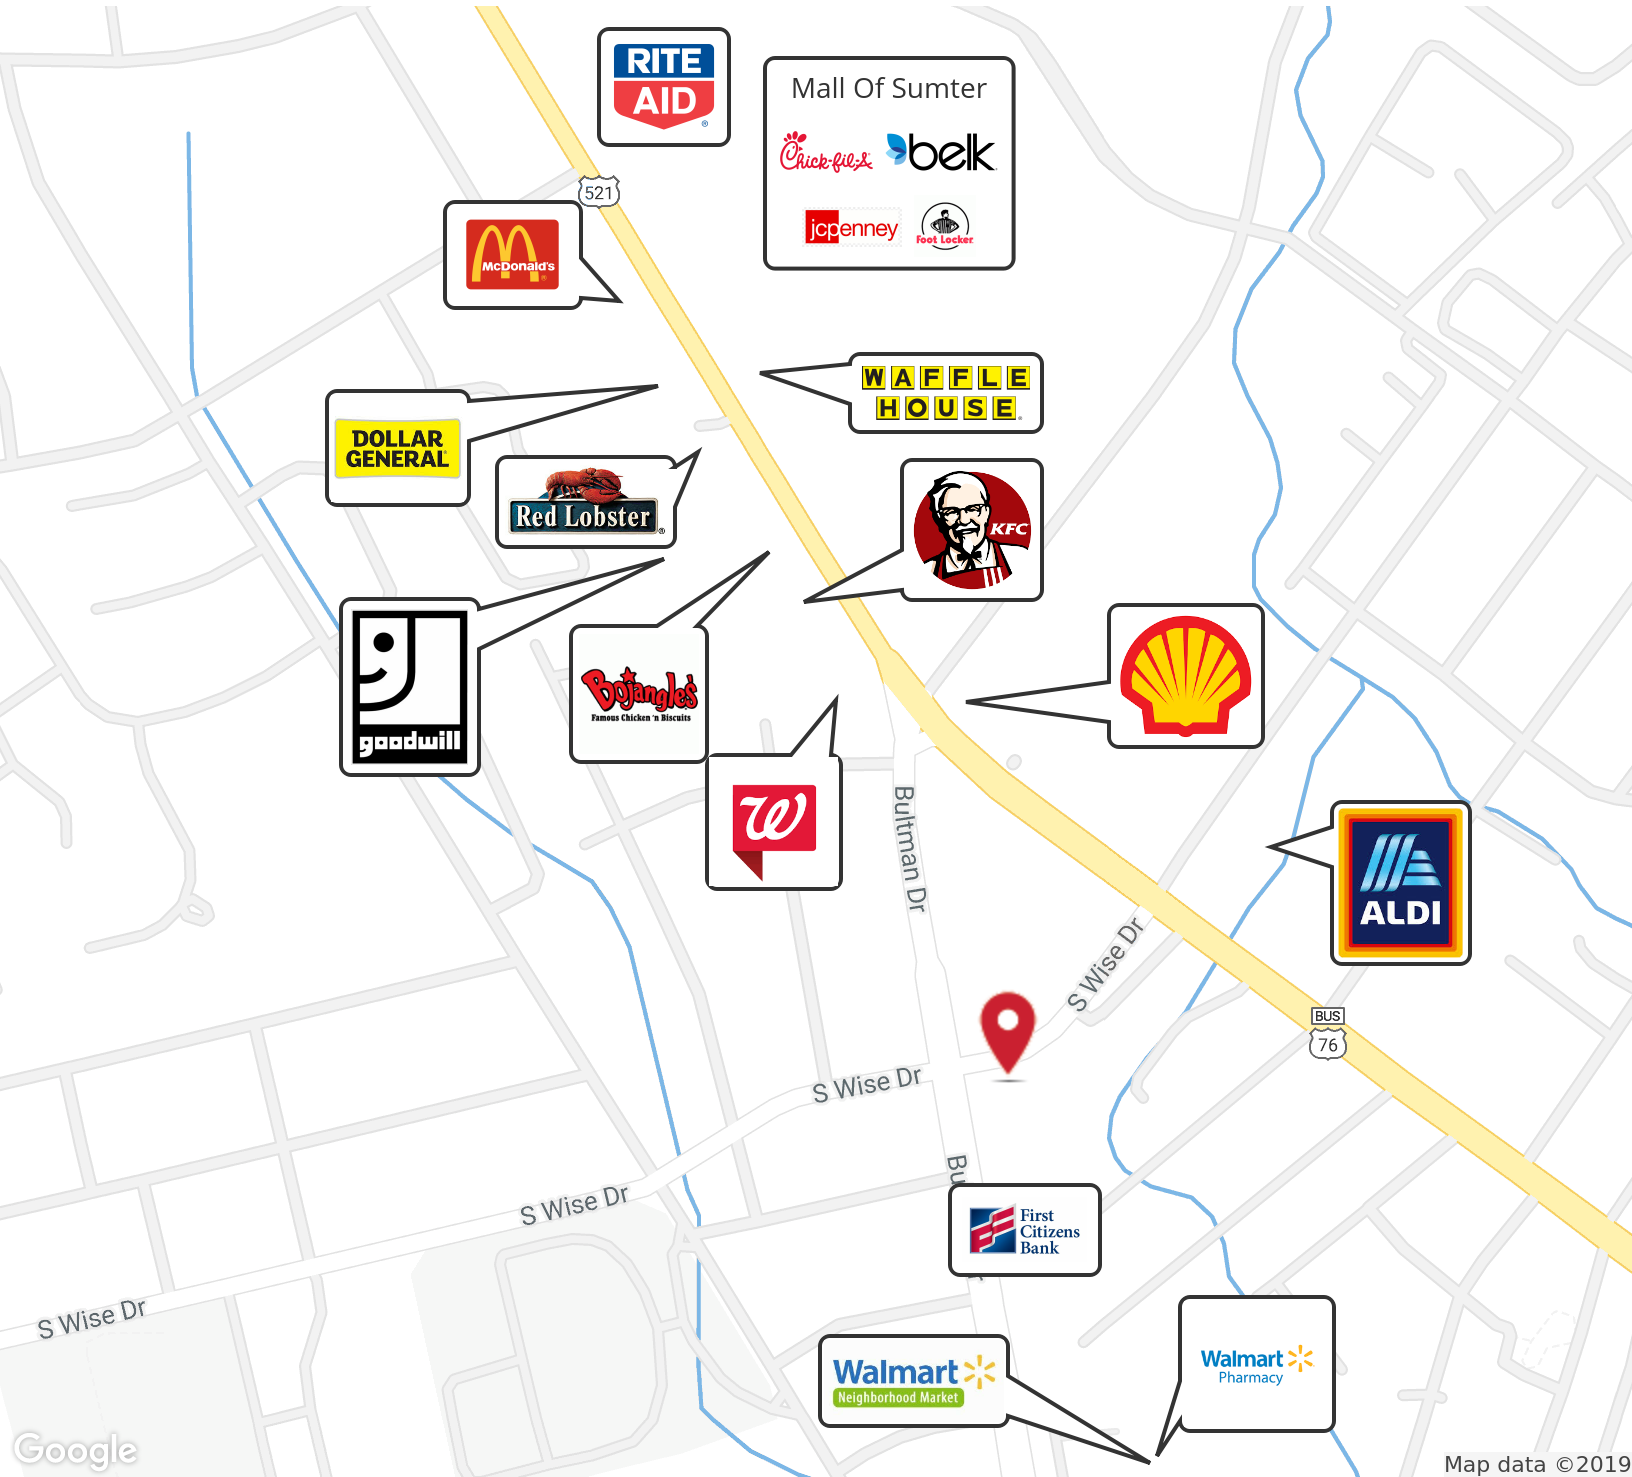 RITE
AID
®
Mall Of Sumter
Chick-fil-A
belk
jcpenney
Foot Locker
521
McDonald's
WAFFLE
HOUSE
DOLLAR
GENERAL
Red Lobster
®
KFC
goodwill
Bojangles'
Famous Chicken 'n Biscuits
W
Bultman Dr
ALDI
S Wise Dr
BUS
76
S Wise Dr
Bu
S Wise Dr
First
Citizens
Bank
S Wise Dr
Walmart
Neighborhood Market
Walmart
Pharmacy
Google
Map data ©2019